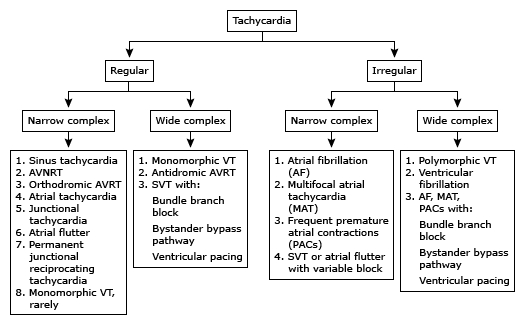 Tachycardia
Regular
Irregular
Narrow complex
Wide complex
Narrow complex
Wide complex
1. Sinus tachycardia
2. AVNRT
3. Orthodromic AVRT
4. Atrial tachycardia
5. Junctional
tachycardia
6. Atrial flutter
7. Permanent
junctional
reciprocating
tachycardia
8. Monomorphic VT,
rarely
1. Monomorphic VT
2. Antidromic AVRT
3. SVT with:
Bundle branch
block
Bystander bypass
pathway
Ventricular pacing
1. Atrial fibrillation
(AF)
2. Multifocal atrial
tachycardia
(MAT)
3. Frequent premature
atrial contractions
(PACs)
4. SVT or atrial flutter
with variable block
1. Polymorphic VT
2. Ventricular
fibrillation
3. AF, MAT,
PACs with:
Bundle branch
block
Bystander bypass
pathway
Ventricular pacing